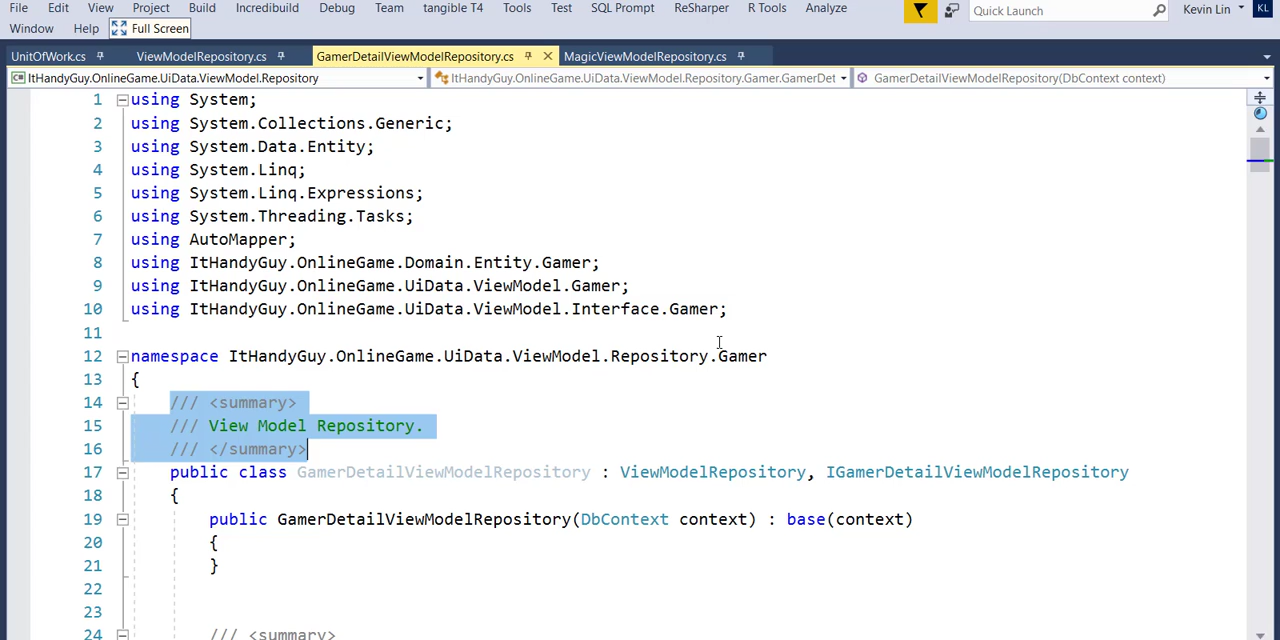 File Edit View Project Build Incredibuild Debug Team tangible T4 Tools Test SQL Prompt ReSharper R Tools Analyze Quick Launch Kevin Lin KL
Window Help Full Screen
UnitOfWork.cs ViewModelRepository.cs GamerDetailViewModelRepository.cs MagicViewModelRepository.cs
ItHandyGuy.OnlineGame.UiData.ViewModel.Repository ItHandyGuy.OnlineGame.UiData.ViewModel.Repository.Gamer.GamerDet GamerDetailViewModelRepository(DbContext context)
1 using System;
2 using System.Collections.Generic;
3 using System.Data.Entity;
4 using System.Linq;
5 using System.Linq.Expressions;
6 using System.Threading.Tasks;
7 using AutoMapper;
8 using ItHandyGuy.OnlineGame.Domain.Entity.Gamer;
9 using ItHandyGuy.OnlineGame.UiData.ViewModel.Gamer;
10 using ItHandyGuy.OnlineGame.UiData.ViewModel.Interface.Gamer;
11
12 namespace ItHandyGuy.OnlineGame.UiData.ViewModel.Repository.Gamer
13 {
14 /// <summary>
15 /// View Model Repository.
16 /// </summary>
17 public class GamerDetailViewModelRepository : ViewModelRepository, IGamerDetailViewModelRepository
18 {
19 public GamerDetailViewModelRepository(DbContext context) : base(context)
20 {
21 }
22
23
24 /// <summary>